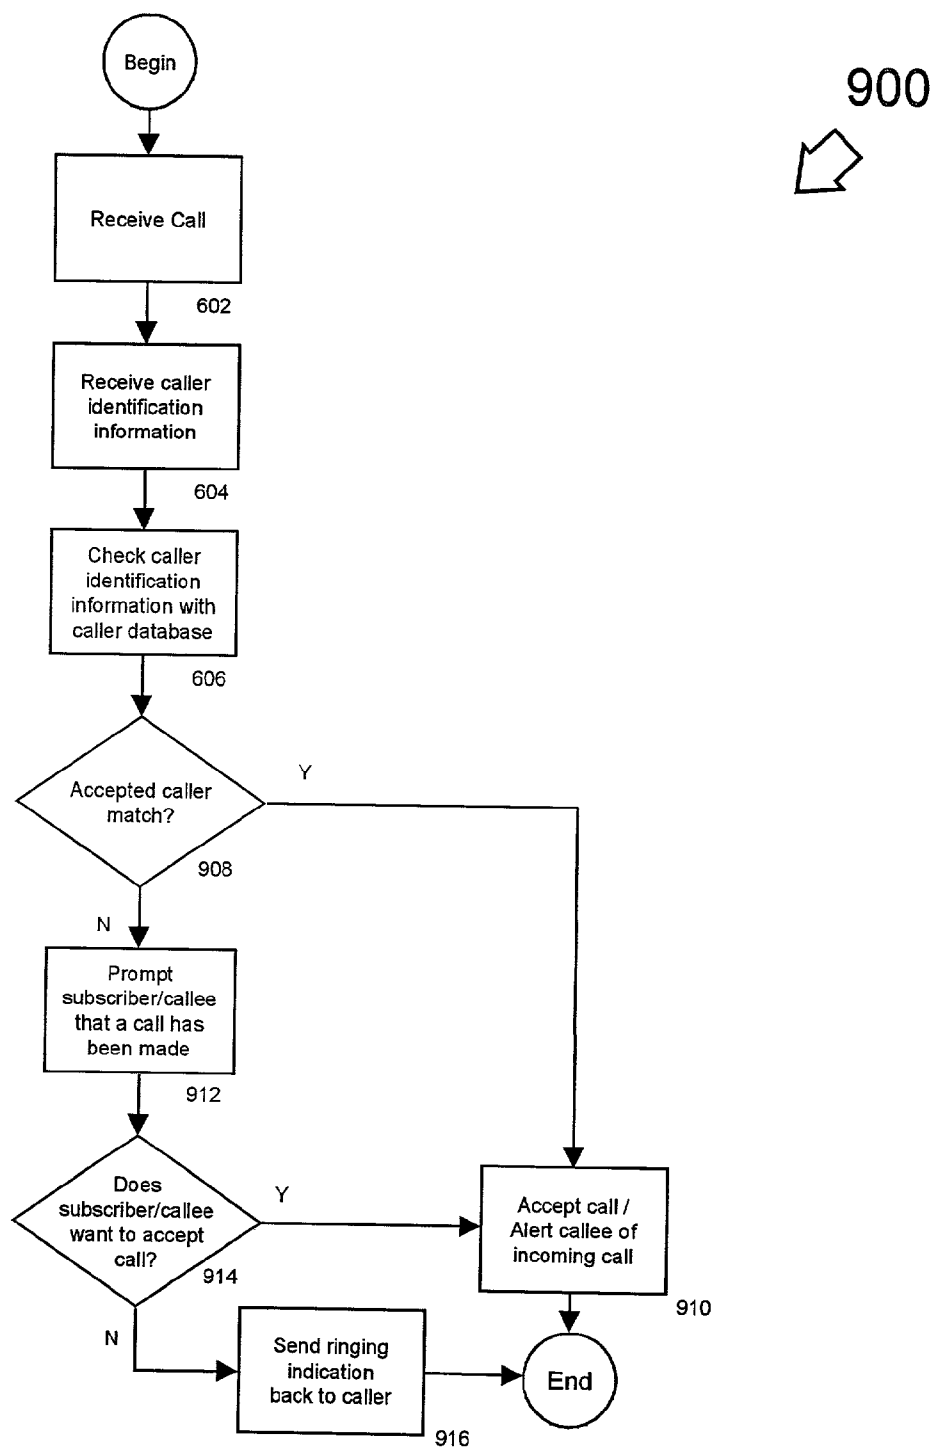 Begin
900
Receive Call
602
Receive caller
identification
information
604
Check caller
identification
information with
caller database
606
Accepted caller
match?
Y
908
N
Prompt
subscriber/callee
that a call has
been made
912
Does
subscriber/callee
want to accept
call?
Y
914
N
Accept call /
Alert callee of
incoming call
910
Send ringing
indication
back to caller
916
End